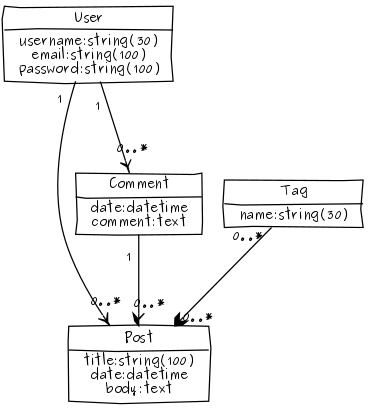 User
username:string(30)
email:string(100)
password:string(100)
1
1
0..*
Comment
date:datetime
comment:text
Tag
name:string(30)
1
0..*
0..*
0..*
0..*
Post
title:string(100)
date:datetime
body:text